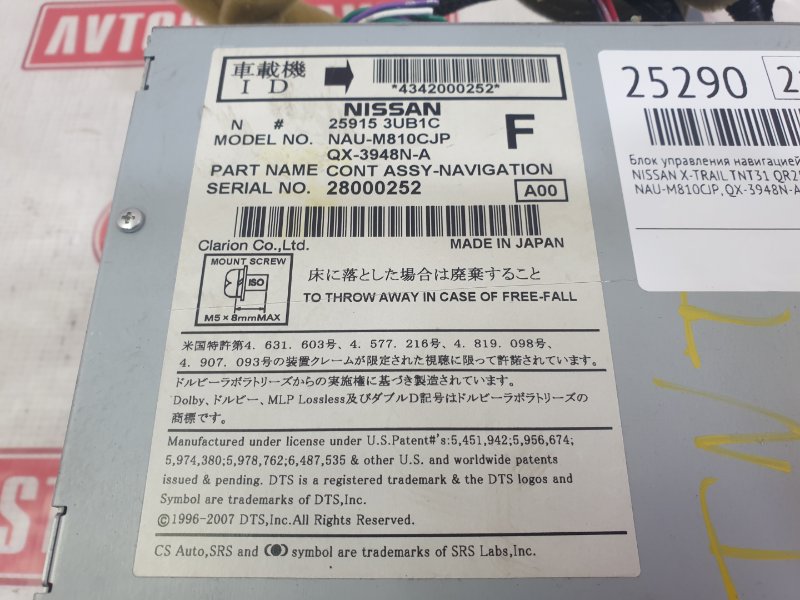 AVTO
車載機
I D
*4342000252*
NISSAN
N # 25915 3UB1C
F
MODEL NO. NAU-M810CJP
QX-3948N-A
PART NAME CONT ASSY-NAVIGATION
SERIAL NO. 28000252
A00
Clarion Co.,Ltd. MADE IN JAPAN
MOUNT SCREW
ISO
M5×8mmMAX
床に落とした場合は廃棄すること
TO THROW AWAY IN CASE OF FREE-FALL
米国特許第4. 631. 603号、4. 577. 216号、4. 819. 098号、
4. 907. 093号の装置クレームが限定された視聴に限って許諾されています。
ドルビーラボラトリーズからの実施権に基づき製造されています。
Dolby、ドルビー、MLP Lossless及びダブルD記号はドルビーラボラトリーズの
商標です。
Manufactured under license under U.S.Patent#'s:5,451,942;5,956,674;
5,974,380;5,978,762;6,487,535 & other U.S. and worldwide patents
issued & pending. DTS is a registered trademark & the DTS logos and
Symbol are trademarks of DTS,Inc.
©1996-2007 DTS,Inc.All Rights Reserved.
CS Auto,SRS and symbol are trademarks of SRS Labs,Inc.
25290
Блок управления навигацией
NISSAN X-TRAIL TNT31
NAU-M810CJP, QX-3948N-A